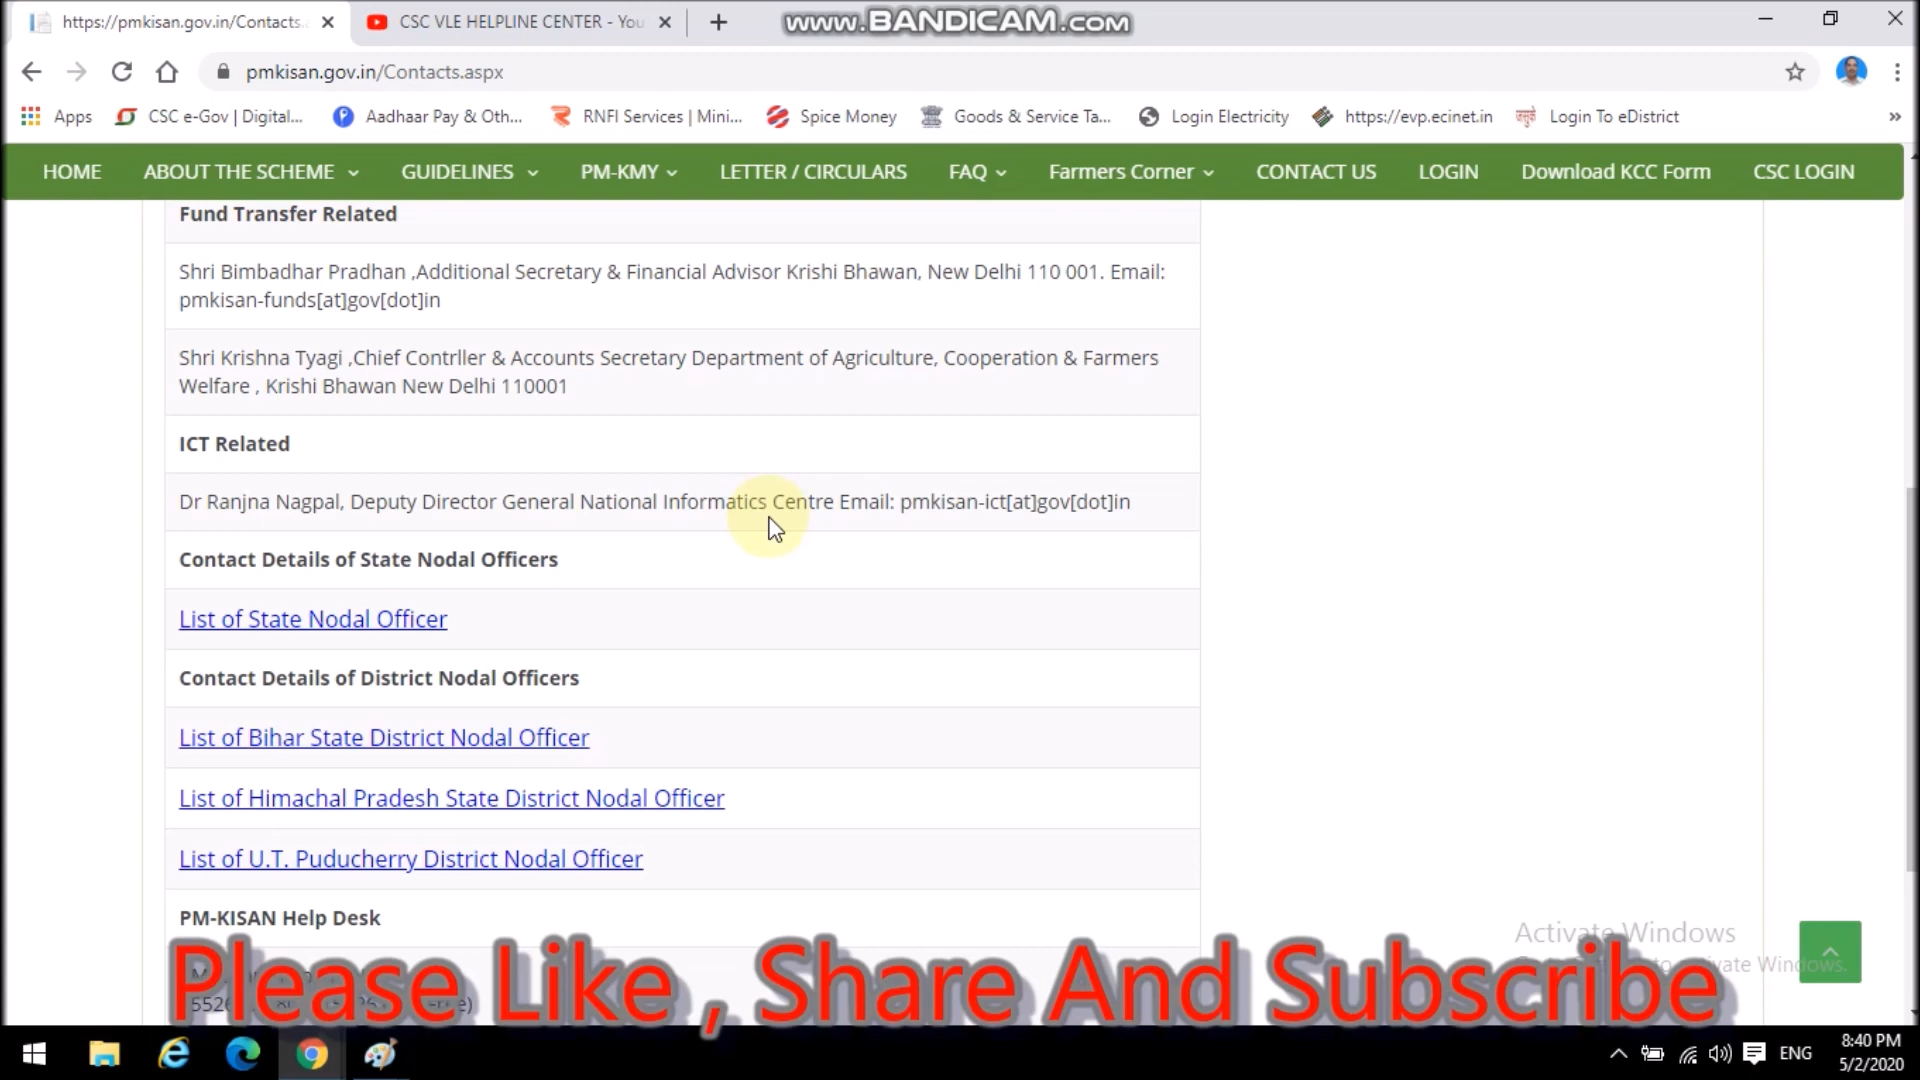 https://pmkisan.gov.in/Contacts.
CSC VLE HELPLINE CENTER - You
www.BANDICAM.com
pmkisan.gov.in/Contacts.aspx
Apps
CSC e-Gov | Digital...
Aadhaar Pay & Oth...
RNFI Services | Mini...
Spice Money
Goods & Service Ta...
Login Electricity
https://evp.ecinet.in
Login To eDistrict
HOME
ABOUT THE SCHEME
GUIDELINES
PM-KMY
LETTER / CIRCULARS
FAQ
Farmers Corner
CONTACT US
LOGIN
Download KCC Form
CSC LOGIN
Fund Transfer Related
Shri Bimbadhar Pradhan ,Additional Secretary & Financial Advisor Krishi Bhawan, New Delhi 110 001. Email:
pmkisan-funds[at]gov[dot]in
Shri Krishna Tyagi ,Chief Contrller & Accounts Secretary Department of Agriculture, Cooperation & Farmers
Welfare , Krishi Bhawan New Delhi 110001
ICT Related
Dr Ranjna Nagpal, Deputy Director General National Informatics Centre Email: pmkisan-ict[at]gov[dot]in
Contact Details of State Nodal Officers
List of State Nodal Officer
Contact Details of District Nodal Officers
List of Bihar State District Nodal Officer
List of Himachal Pradesh State District Nodal Officer
List of U.T. Puducherry District Nodal Officer
PM-KISAN Help Desk
Activate Windows
Please Like , Share And Subscribe
ENG
8:40 PM
5/2/2020